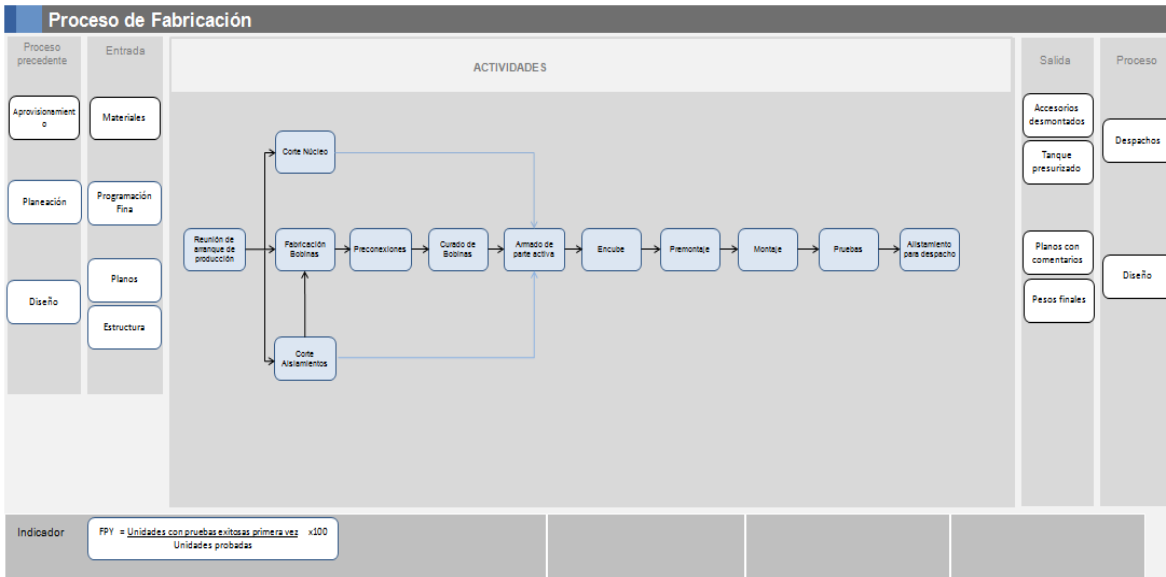 Proceso de Fabricación
Proceso
precedente
Entrada
ACTIVIDADES
Salida
Proceso
Aprovisionament
o
Materiales
Planeación
Programación
Fina
Diseño
Planos
Estructura
Reunión de
arranque de
producción
Corte Núcleo
Fabricación
Bobinas
Corte
Aislamientos
Preconexiones
Curado de
Bobinas
Armado de
parte activa
Encube
Premontaje
Montaje
Pruebas
Alistamiento
para despacho
Accesorios
desmontados
Tanque
presurizado
Planos con
comentarios
Pesos finales
Despachos
Diseño
Indicador
FPY = Unidades con pruebas exitosas primera vez x100
Unidades probadas